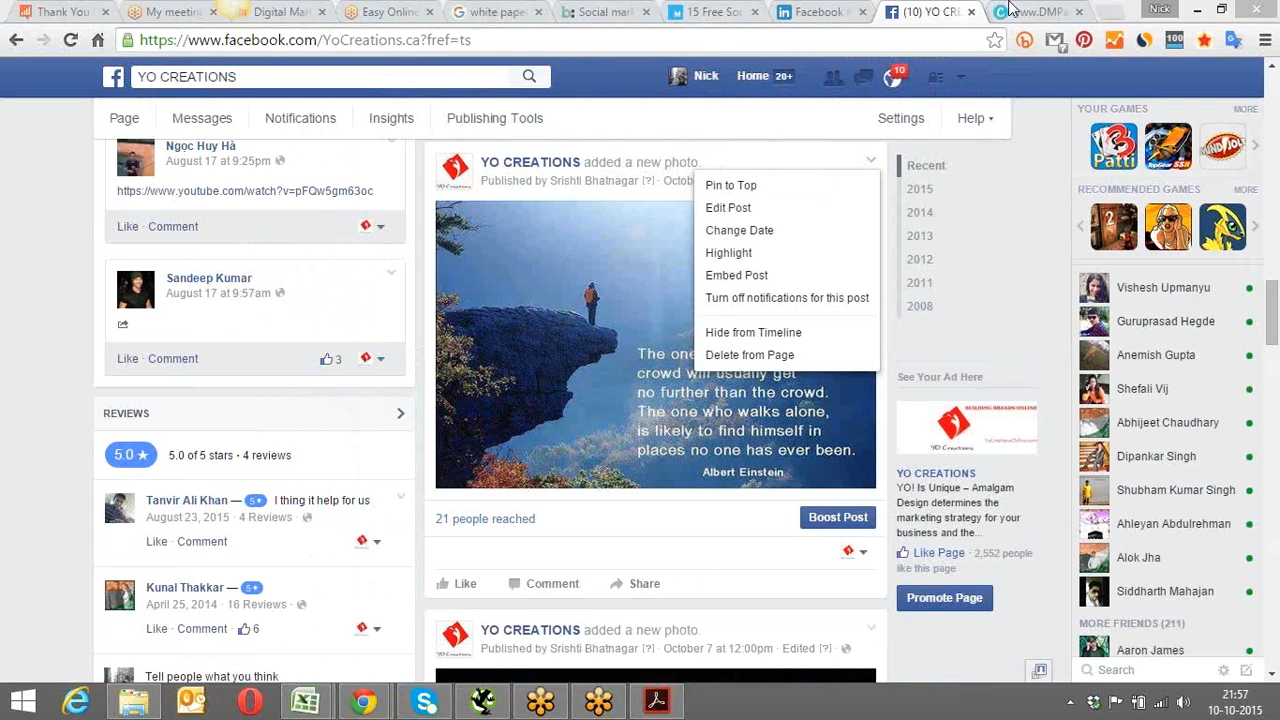 Thank You
My meeti
Digital Mar
Easy Online
white pape
Social mar
15 Free Soc
Facebook m
(10) YO CRE
www.DMPa
Nick
https://www.facebook.com/YoCreations.ca?fref=ts
YO CREATIONS
Nick
Home 20+
10
Page
Messages
Notifications
Insights
Publishing Tools
Settings
Help
Ngọc Huy Hà
August 17 at 9:25pm
https://www.youtube.com/watch?v=pFQw5gm63oc
Like · Comment
Sandeep Kumar
August 17 at 9:57am
Like · Comment
3
REVIEWS
5.0 ★
5.0 of 5 stars · 4 reviews
Tanvir Ali Khan — 5★ I thing it help for us
August 23, 2015 · 4 Reviews ·
Like · Comment
Kunal Thakkar — 5★
April 25, 2014 · 16 Reviews ·
Like · Comment · 6
Tell people what you think
YO CREATIONS added a new photo.
Published by Srishti Bhatnagar [?] · Octob
Pin to Top
Edit Post
Change Date
Highlight
Embed Post
Turn off notifications for this post
Hide from Timeline
Delete from Page
The one
crowd will usually get
no further than the crowd.
The one who walks alone,
is likely to find himself in
places no one has ever been.
Albert Einstein
21 people reached
Boost Post
Like
Comment
Share
YO CREATIONS added a new photo.
Published by Srishti Bhatnagar [?] · October 7 at 12:00pm · Edited [?] ·
Recent
2015
2014
2013
2012
2011
2008
See Your Ad Here
BUILDING BRANDS ONLINE
YO Creations
YO CREATIONS
YO! Is Unique – Amalgam
Design determines the
marketing strategy for your
business and the...
Like Page · 2,552 people
like this page
Promote Page
YOUR GAMES
MORE
Patti
RECOMMENDED GAMES
MORE
Vishesh Upmanyu
Guruprasad Hegde
Anemish Gupta
Shefali Vij
Abhijeet Chaudhary
Dipankar Singh
Shubham Kumar Singh
Ahleyan Abdulrehman
Alok Jha
Siddharth Mahajan
MORE FRIENDS (211)
Aaron James
Search
21:57
10-10-2015